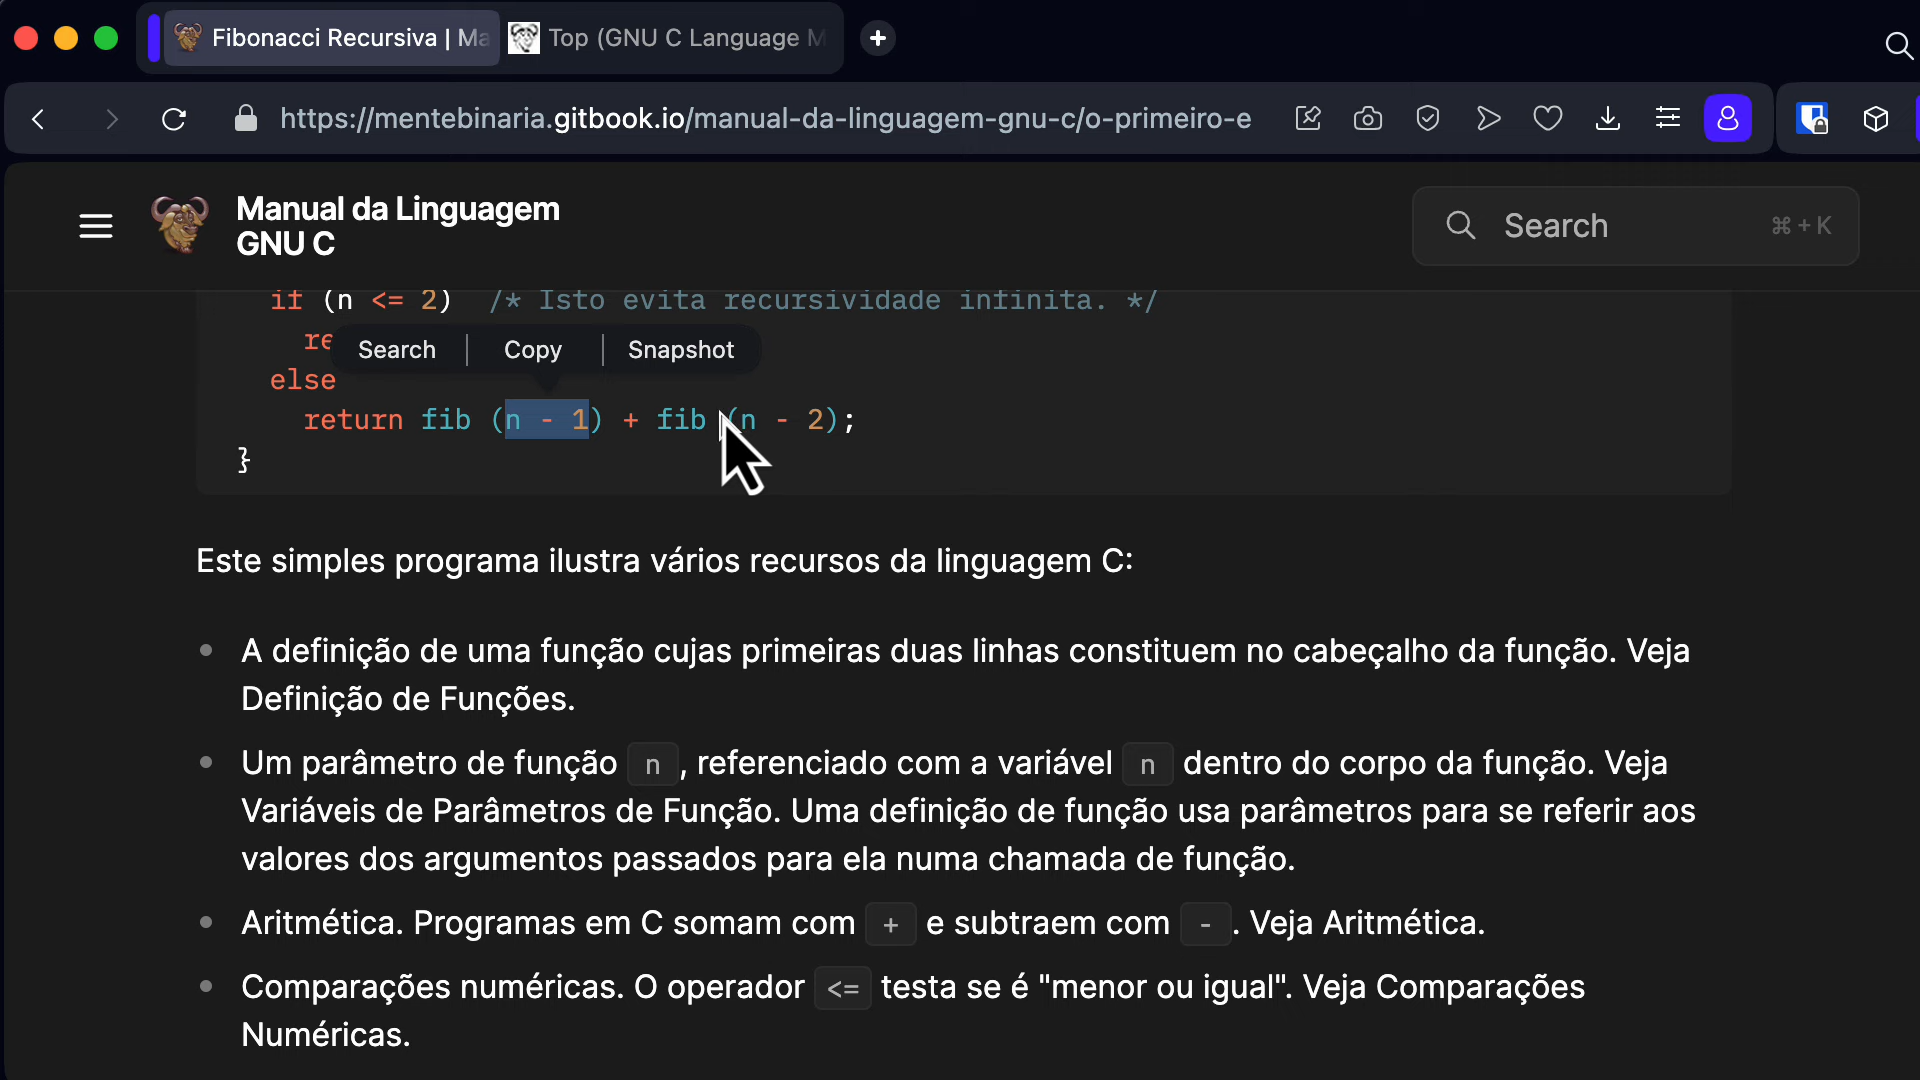 Fibonacci Recursiva | Ma
Top (GNU C Language M
https://mentebinaria.gitbook.io/manual-da-linguagem-gnu-c/o-primeiro-e
Manual da Linguagem
GNU C
Search ⌘ + K
if (n <= 2) /* Isto evita recursividade infinita. */
re
Search | Copy | Snapshot
else
return fib (n - 1) + fib (n - 2);
}
Este simples programa ilustra vários recursos da linguagem C:
• A definição de uma função cujas primeiras duas linhas constituem no cabeçalho da função. Veja
Definição de Funções.
• Um parâmetro de função n, referenciado com a variável n dentro do corpo da função. Veja
Variáveis de Parâmetros de Função. Uma definição de função usa parâmetros para se referir aos
valores dos argumentos passados para ela numa chamada de função.
• Aritmética. Programas em C somam com + e subtraem com -. Veja Aritmética.
• Comparações numéricas. O operador <= testa se é "menor ou igual". Veja Comparações
Numéricas.